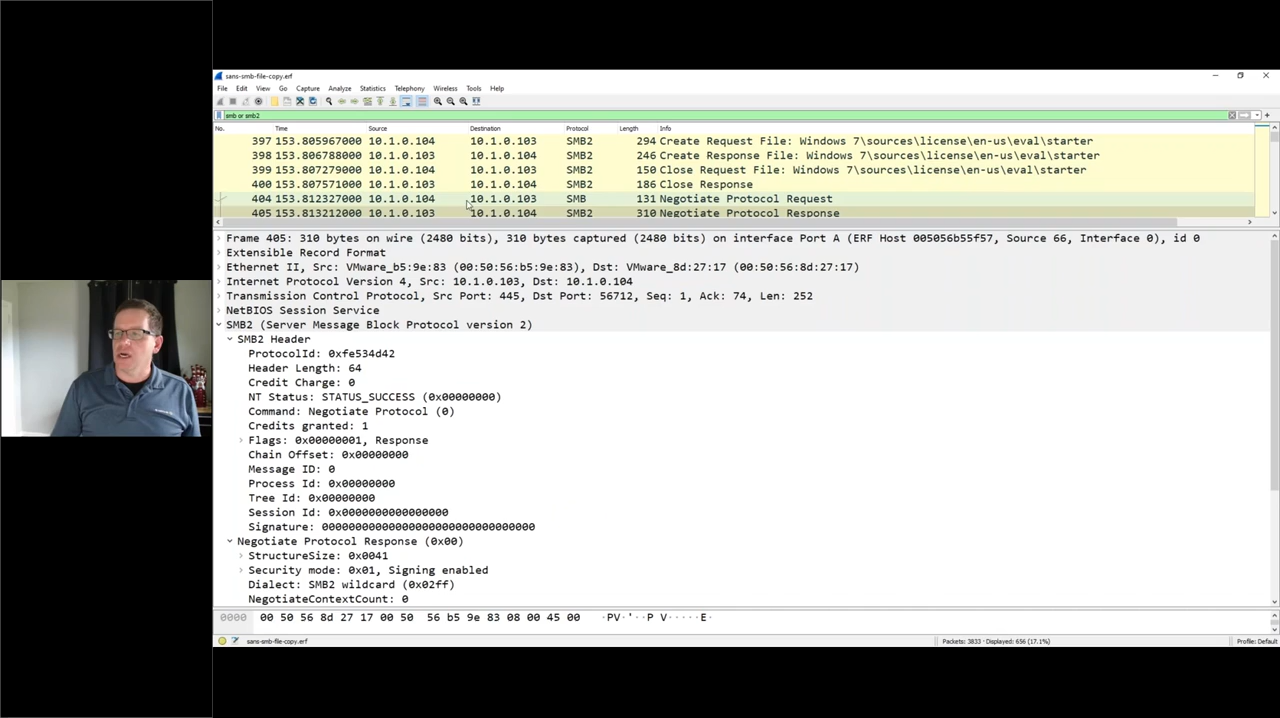 sans-smb-file-copy.erf
File Edit View Go Capture Analyze Statistics Telephony Wireless Tools Help
smb or smb2
No. Time Source Destination Protocol Length Info
397 153.805967000 10.1.0.104 10.1.0.103 SMB2 294 Create Request File: Windows 7\sources\license\en-us\eval\starter
398 153.806788000 10.1.0.103 10.1.0.104 SMB2 246 Create Response File: Windows 7\sources\license\en-us\eval\starter
399 153.807279000 10.1.0.104 10.1.0.103 SMB2 150 Close Request File: Windows 7\sources\license\en-us\eval\starter
400 153.807571000 10.1.0.103 10.1.0.104 SMB2 186 Close Response
404 153.812327000 10.1.0.104 10.1.0.103 SMB 131 Negotiate Protocol Request
405 153.813212000 10.1.0.103 10.1.0.104 SMB2 310 Negotiate Protocol Response
Frame 405: 310 bytes on wire (2480 bits), 310 bytes captured (2480 bits) on interface Port A (ERF Host 005056b55f57, Source 66, Interface 0), id 0
Extensible Record Format
Ethernet II, Src: VMware_b5:9e:83 (00:50:56:b5:9e:83), Dst: VMware_8d:27:17 (00:50:56:8d:27:17)
Internet Protocol Version 4, Src: 10.1.0.103, Dst: 10.1.0.104
Transmission Control Protocol, Src Port: 445, Dst Port: 56712, Seq: 1, Ack: 74, Len: 252
NetBIOS Session Service
SMB2 (Server Message Block Protocol version 2)
SMB2 Header
ProtocolId: 0xfe534d42
Header Length: 64
Credit Charge: 0
NT Status: STATUS_SUCCESS (0x00000000)
Command: Negotiate Protocol (0)
Credits granted: 1
Flags: 0x00000001, Response
Chain Offset: 0x00000000
Message ID: 0
Process Id: 0x00000000
Tree Id: 0x00000000
Session Id: 0x0000000000000000
Signature: 00000000000000000000000000000000
Negotiate Protocol Response (0x00)
StructureSize: 0x0041
Security mode: 0x01, Signing enabled
Dialect: SMB2 wildcard (0x02ff)
NegotiateContextCount: 0
0000 00 50 56 8d 27 17 00 50 56 b5 9e 83 08 00 45 00 ·PV·'··P V·····E·
sans-smb-file-copy.erf Packets: 3833 · Displayed: 656 (17.1%) Profile: Default